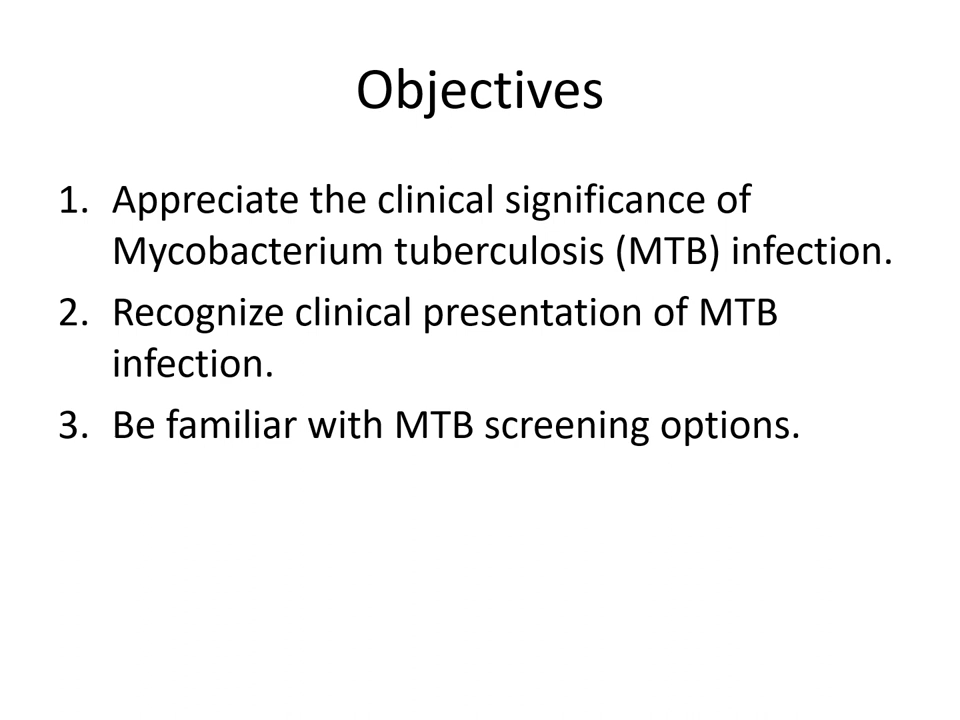 Objectives
1. Appreciate the clinical significance of
Mycobacterium tuberculosis (MTB) infection.
2. Recognize clinical presentation of MTB
infection.
3. Be familiar with MTB screening options.